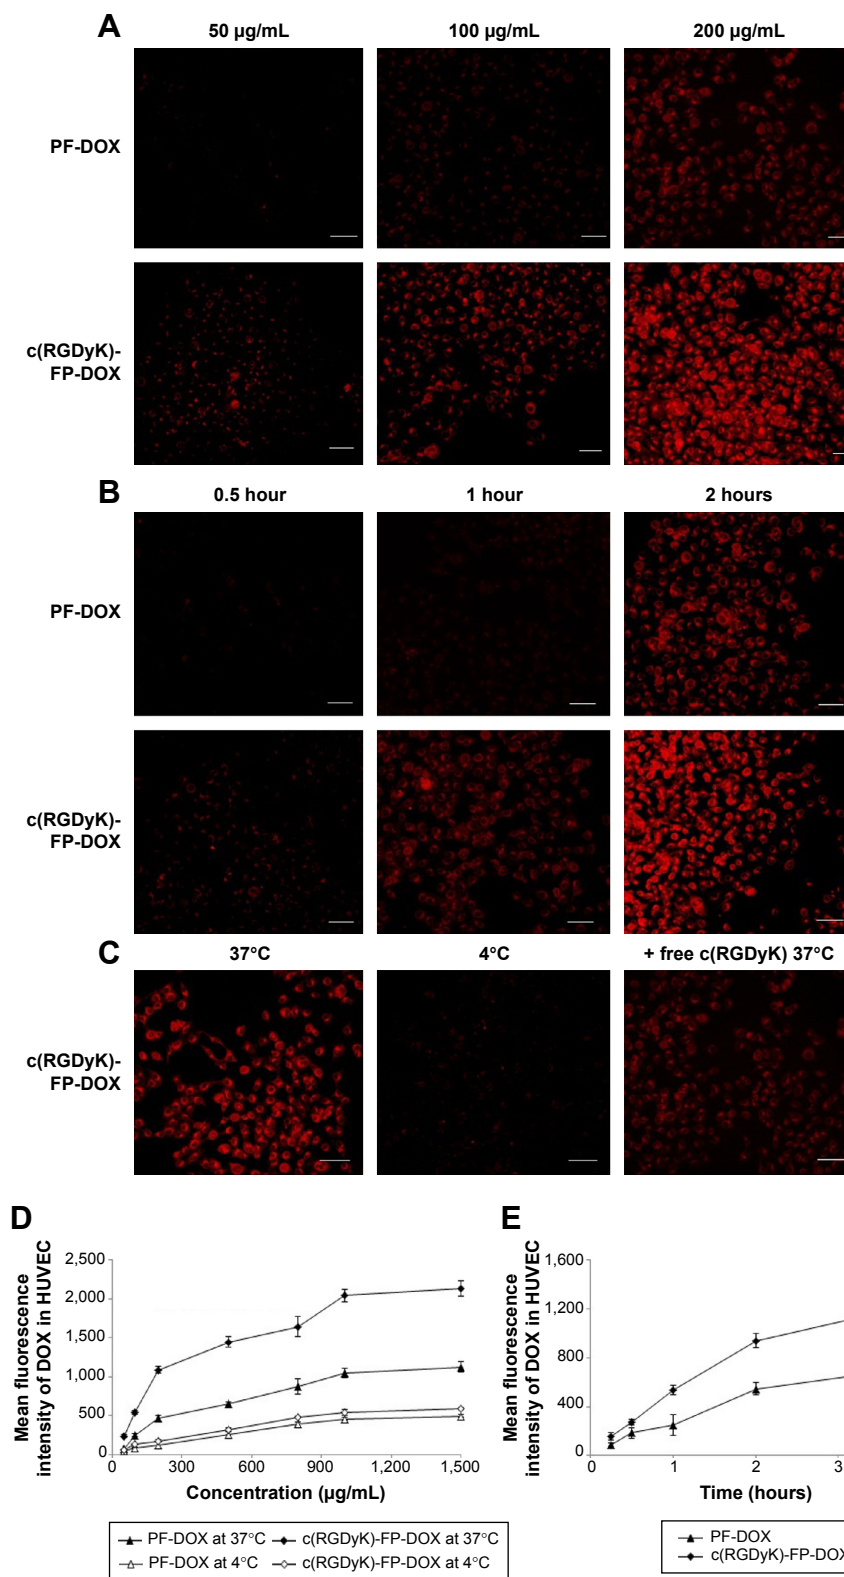 A
50 µg/mL 100 µg/mL 200 µg/mL
PF-DOX
c(RGDyK)-
FP-DOX
B
0.5 hour 1 hour 2 hours
PF-DOX
c(RGDyK)-
FP-DOX
C
37°C 4°C + free c(RGDyK) 37°C
c(RGDyK)-
FP-DOX
D
Mean fluorescence
intensity of DOX in HUVEC
2,500
2,000
1,500
1,000
500
0
0 300 600 900 1,200 1,500
Concentration (µg/mL)
PF-DOX at 37°C c(RGDyK)-FP-DOX at 37°C
PF-DOX at 4°C c(RGDyK)-FP-DOX at 4°C
E
Mean fluorescence
intensity of DOX in HUVEC
1,600
1,200
800
400
0
0 1 2 3
Time (hours)
PF-DOX
c(RGDyK)-FP-DOX